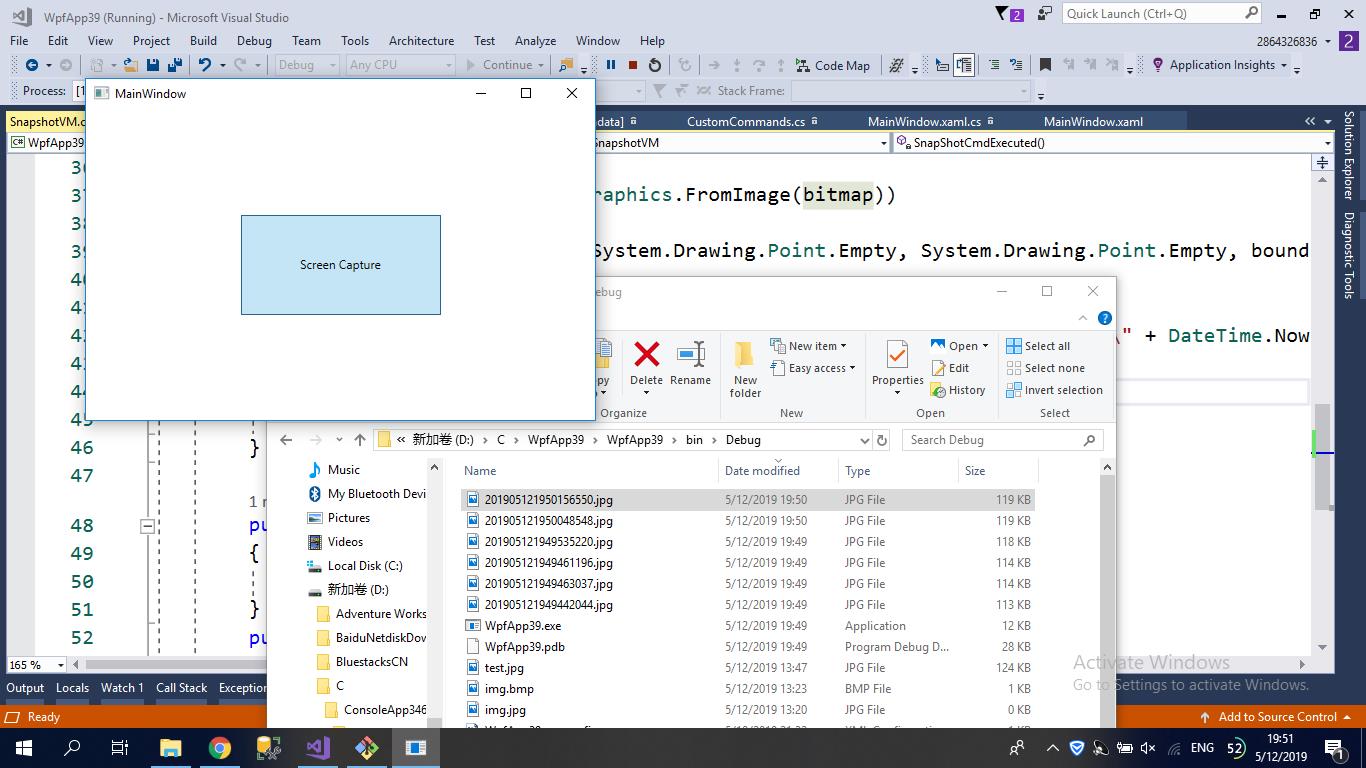 WpfApp39 (Running) - Microsoft Visual Studio
2
Quick Launch (Ctrl+Q)
File Edit View Project Build Debug Team Tools Architecture Test Analyze Window Help
2864326836 2
Debug Any CPU Continue Code Map Application Insights
Process: [1 Stack Frame:
MainWindow
SnapshotVM.c data] CustomCommands.cs MainWindow.xaml.cs MainWindow.xaml
C# WpfApp39 SnapshotVM SnapShotCmdExecuted()
36
37 raphics.FromImage(bitmap))
38
39 System.Drawing.Point.Empty, System.Drawing.Point.Empty, bound
40
41
42 \" + DateTime.Now
43
44
45
46 }
47
1 r
48 pu
49 {
50
51 }
52 pu
Screen Capture
Solution Explorer
Diagnostic Tools
Debug
py
Delete
Rename
Organize
New folder
New item
Easy access
New
Properties
Open
Edit
History
Open
Select all
Select none
Invert selection
Select
« 新加卷 (D:) > C > WpfApp39 > WpfApp39 > bin > Debug
Search Debug
Music
My Bluetooth Devi
Pictures
Videos
Local Disk (C:)
新加卷 (D:)
Adventure Works
BaiduNetdiskDov
BluestacksCN
C
ConsoleApp346
Name Date modified Type Size
201905121950156550.jpg 5/12/2019 19:50 JPG File 119 KB
201905121950048548.jpg 5/12/2019 19:50 JPG File 119 KB
201905121949535220.jpg 5/12/2019 19:49 JPG File 118 KB
201905121949461196.jpg 5/12/2019 19:49 JPG File 114 KB
201905121949463037.jpg 5/12/2019 19:49 JPG File 114 KB
201905121949442044.jpg 5/12/2019 19:49 JPG File 113 KB
WpfApp39.exe 5/12/2019 19:49 Application 12 KB
WpfApp39.pdb 5/12/2019 19:49 Program Debug D... 28 KB
test.jpg 5/12/2019 13:47 JPG File 124 KB
img.bmp 5/12/2019 13:23 BMP File 1 KB
img.jpg 5/12/2019 13:20 JPG File 0 KB
Activate Windows
Go to Settings to activate Windows.
165 %
Output Locals Watch 1 Call Stack Exception
Ready
Add to Source Control
ENG 52
19:51
5/12/2019
1